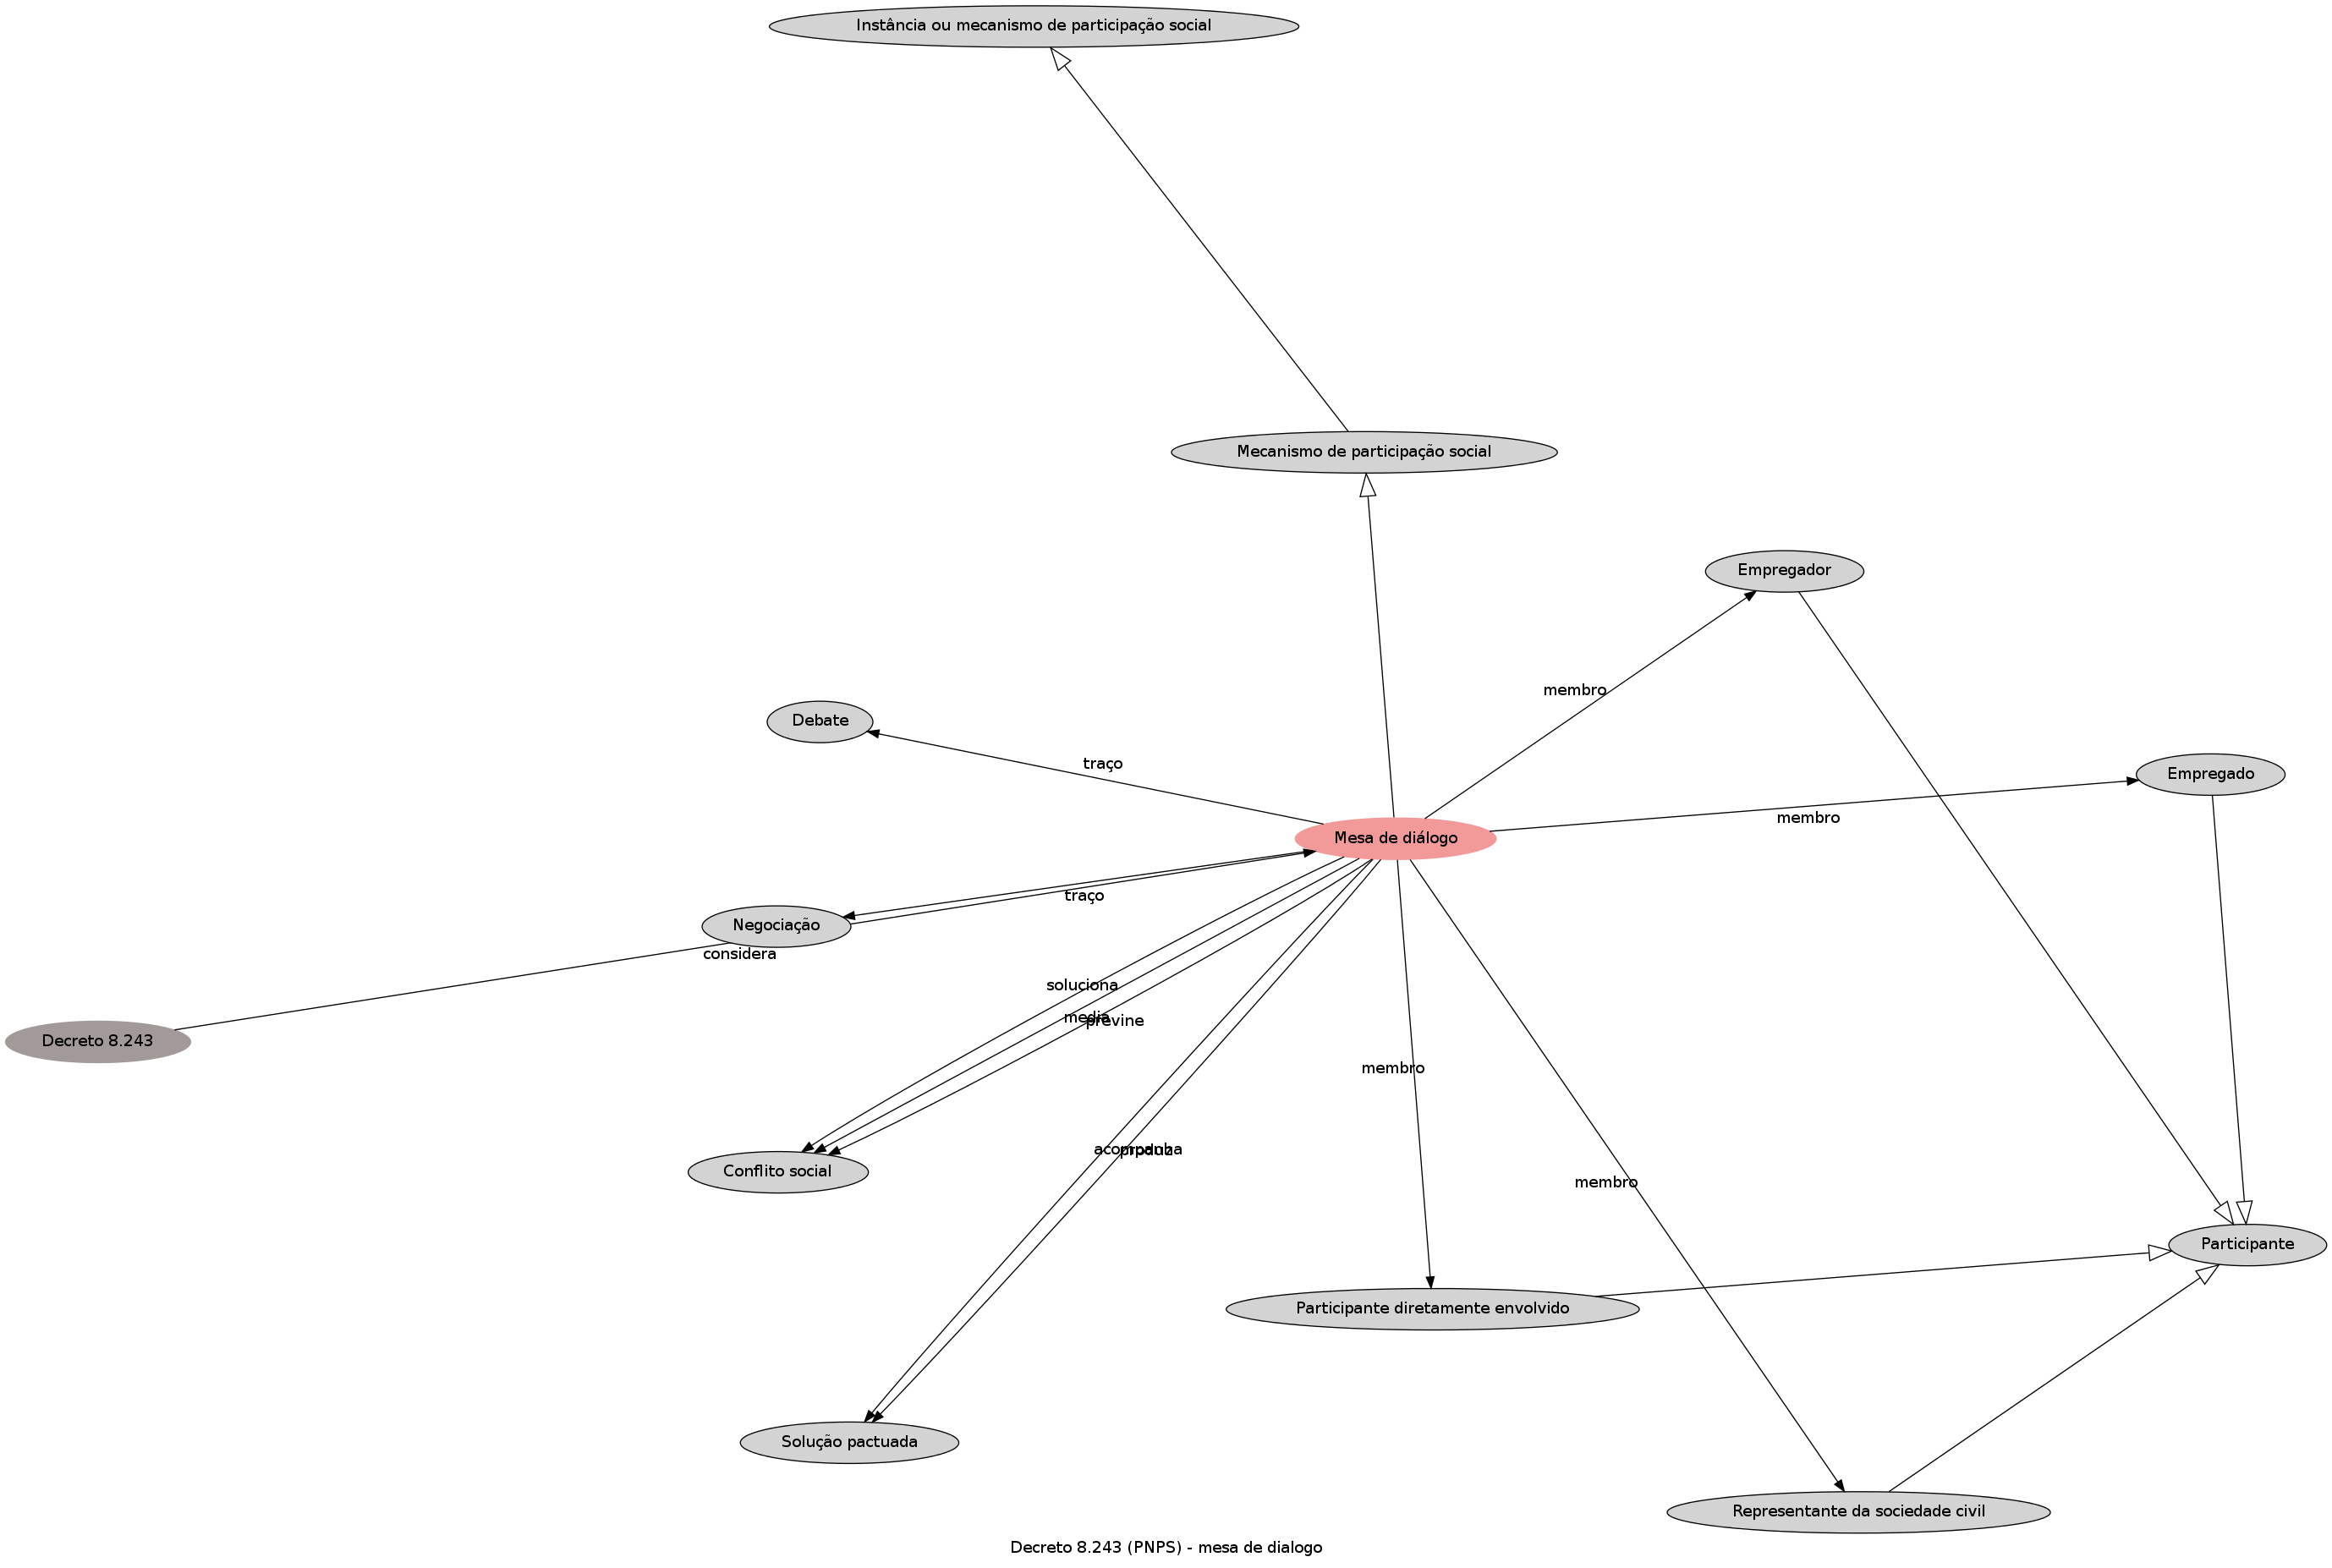 Instância ou mecanismo de participação social
Mecanismo de participação social
Empregador
membro
Debate
traço
Empregado
membro
Mesa de diálogo
traço
Negociação
considera
soluciona
media
previne
Decreto 8.243
membro
acompanha
produz
Conflito social
membro
Participante
Participante diretamente envolvido
Solução pactuada
Representante da sociedade civil
Decreto 8.243 (PNPS) - mesa de dialogo